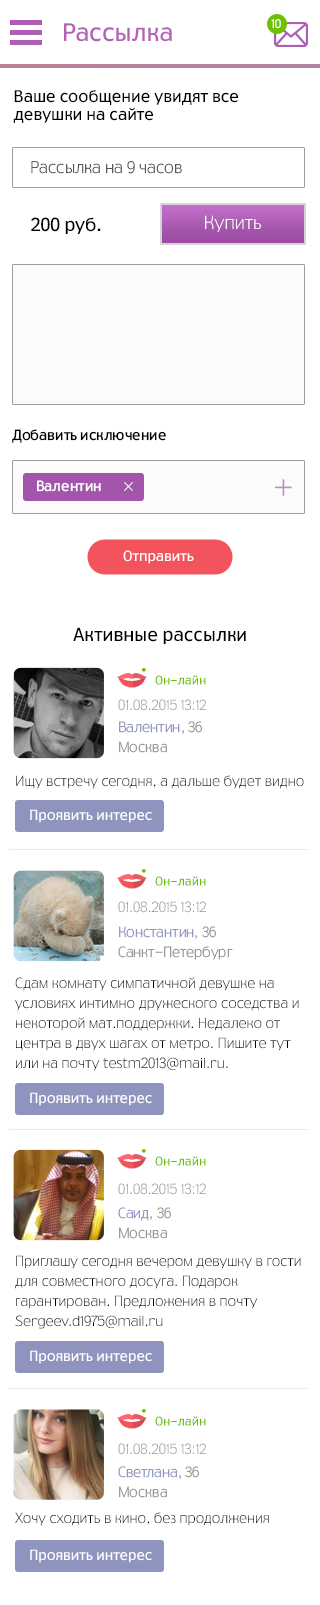 Рассылка
10
Ваше сообщение увидят все
девушки на сайте
Рассылка на 9 часов
200 руб.
Купить
Добавить исключение
Валентин
Отправить
Активные рассылки
Он-лайн
01.08.2015 13:12
Валентин, 36
Москва
Ищу встречу сегодня, а дальше будет видно
Проявить интерес
Он-лайн
01.08.2015 13:12
Константин, 36
Санкт-Петербург
Сдам комнату симпатичной девушке на
условиях интимно дружеского соседства и
некоторой мат.поддержки. Недалеко от
центра в двух шагах от метро. Пишите тут
или на почту testm2013@mail.ru.
Проявить интерес
Он-лайн
01.08.2015 13:12
Саид, 36
Москва
Приглашу сегодня вечером девушку в гости
для совместного досуга. Подарок
гарантирован. Предложения в почту
Sergeev.d1975@mail.ru
Проявить интерес
Он-лайн
01.08.2015 13:12
Светлана, 36
Москва
Хочу сходить в кино, без продолжения
Проявить интерес